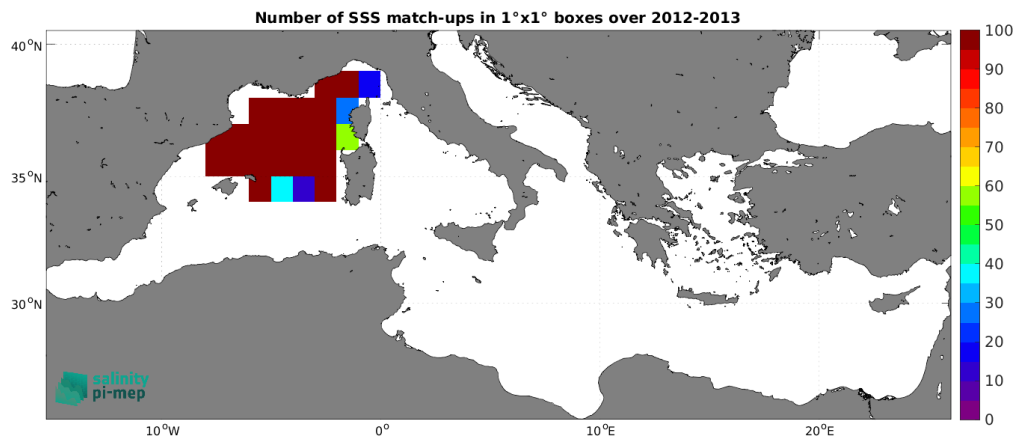 Number of SSS match-ups in 1°x1° boxes over 2012-2013
40°N
35°N
30°N
10°W
0°
10°E
20°E
100
90
80
70
60
50
40
30
20
10
0
salinity
pi-mep